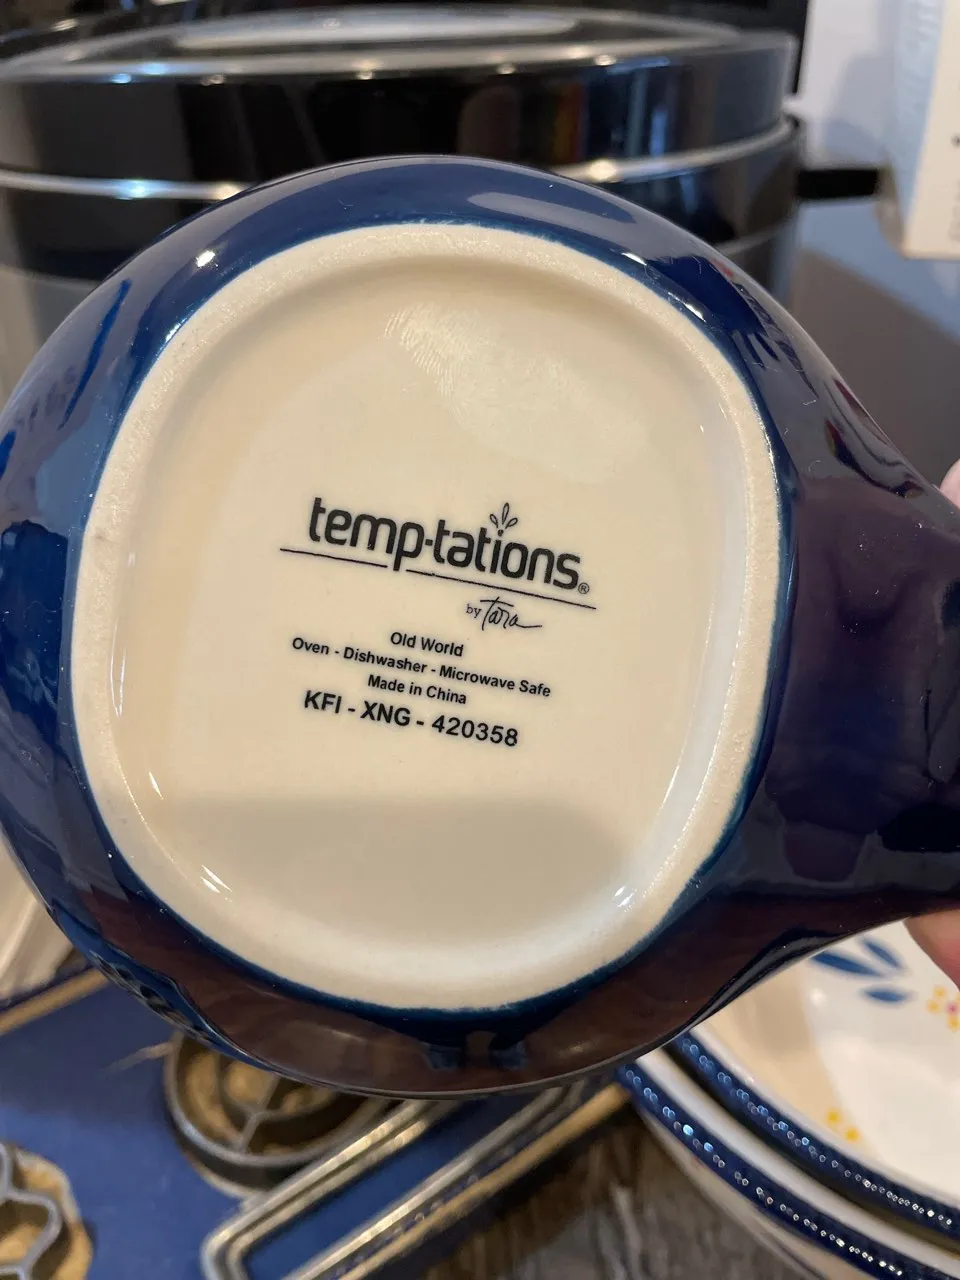 temp-tations®
by Tara
Old World
Oven - Dishwasher - Microwave Safe
Made in China
KFI - XNG - 420358